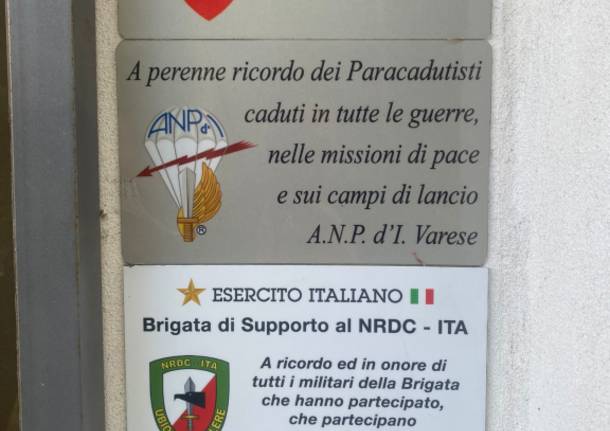 A perenne ricordo dei Paracadutisti
caduti in tutte le guerre,
ANPd'I
nelle missioni di pace
e sui campi di lancio
®
A.N.P. d'I. Varese
ESERCITO ITALIANO
Brigata di Supporto al NRDC - ITA
NRDC - ITA
A ricordo ed in onore di
tutti i militari della Brigata
che hanno partecipato,
che partecipano